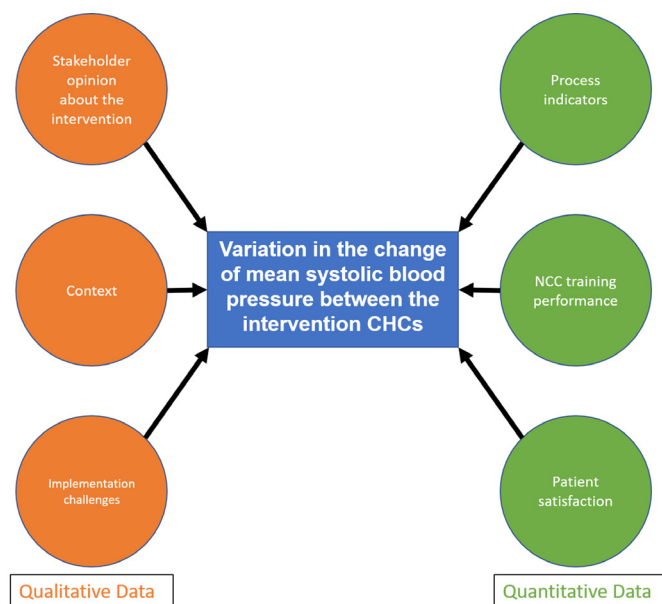 Stakeholder
opinion
about the
intervention
Process
indicators
Variation in the change
of mean systolic blood
pressure between the
intervention CHCs
Context
NCC training
performance
Implementation
challenges
Patient
satisfaction
Qualitative Data
Quantitative Data